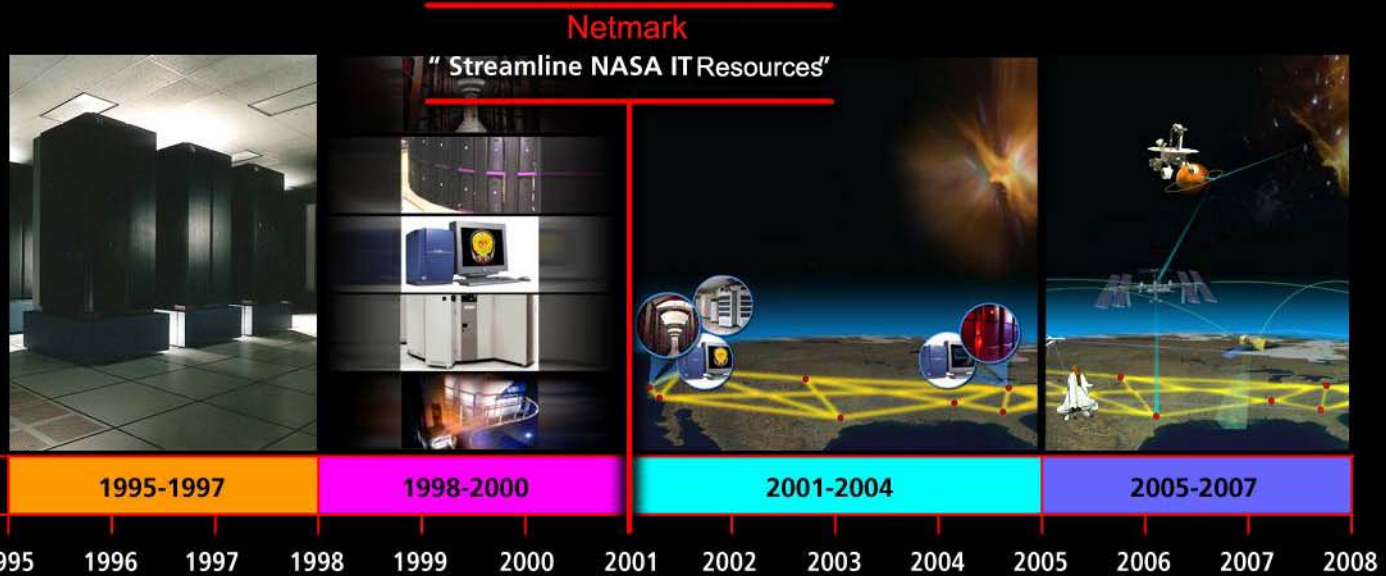 Netmark
“ Streamline NASA IT Resources”
1995-1997 1998-2000 2001-2004 2005-2007
995 1996 1997 1998 1999 2000 2001 2002 2003 2004 2005 2006 2007 2008